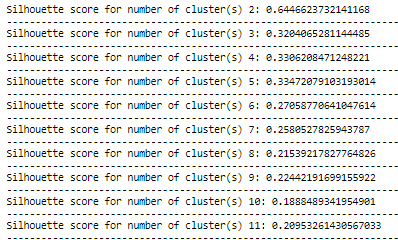 Silhouette score for number of cluster(s) 2: 0.6446623732141168
--------------------------------------------------------------------
Silhouette score for number of cluster(s) 3: 0.3204065281144485
--------------------------------------------------------------------
Silhouette score for number of cluster(s) 4: 0.3306208471248221
--------------------------------------------------------------------
Silhouette score for number of cluster(s) 5: 0.33472079103193014
--------------------------------------------------------------------
Silhouette score for number of cluster(s) 6: 0.27058770641047614
--------------------------------------------------------------------
Silhouette score for number of cluster(s) 7: 0.2580527825943787
--------------------------------------------------------------------
Silhouette score for number of cluster(s) 8: 0.21539217827764826
--------------------------------------------------------------------
Silhouette score for number of cluster(s) 9: 0.22442191699155922
--------------------------------------------------------------------
Silhouette score for number of cluster(s) 10: 0.1888489341954901
--------------------------------------------------------------------
Silhouette score for number of cluster(s) 11: 0.20953261430567033
--------------------------------------------------------------------